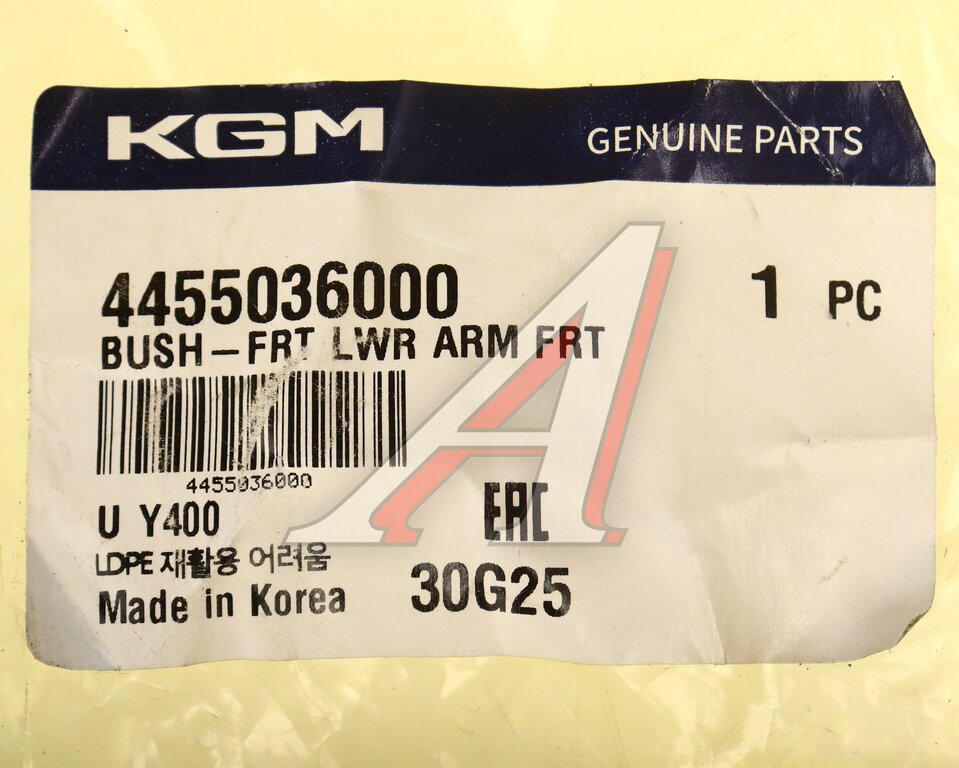 KGM
GENUINE PARTS
4455036000
1 PC
BUSH-FRT LWR ARM FRT
4455036000
U Y400
EAC
LDPE 재활용 어려움
Made in Korea
30G25